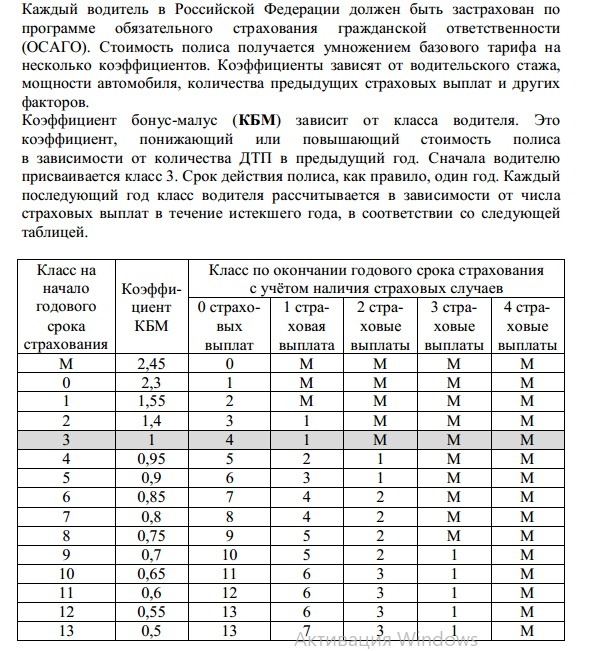 Каждый водитель в Российской Федерации должен быть застрахован по
программе обязательного страхования гражданской ответственности
(ОСАГО). Стоимость полиса получается умножением базового тарифа на
несколько коэффициентов. Коэффициенты зависят от водительского стажа,
мощности автомобиля, количества предыдущих страховых выплат и других
факторов.
Коэффициент бонус-малус (КБМ) зависит от класса водителя. Это
коэффициент, понижающий или повышающий стоимость полиса
в зависимости от количества ДТП в предыдущий год. Сначала водителю
присваивается класс 3. Срок действия полиса, как правило, один год. Каждый
последующий год класс водителя рассчитывается в зависимости от числа
страховых выплат в течение истекшего года, в соответствии со следующей
таблицей.
Класс на
начало
годового
срока
страхования
Коэффи-
циент
КБМ
Класс по окончании годового срока страхования
с учётом наличия страховых случаев
0 страхо-
вых
выплат
1 стра-
ховая
выплата
2 стра-
ховые
выплаты
3 стра-
ховые
выплаты
4 стра-
ховые
выплаты
М 2,45 0 М М М М
0 2,3 1 М М М М
1 1,55 2 М М М М
2 1,4 3 1 М М М
3 1 4 1 М М М
4 0,95 5 2 1 М М
5 0,9 6 3 1 М М
6 0,85 7 4 2 М М
7 0,8 8 4 2 М М
8 0,75 9 5 2 М М
9 0,7 10 5 2 1 М
10 0,65 11 6 3 1 М
11 0,6 12 6 3 1 М
12 0,55 13 6 3 1 М
13 0,5 13 7 3 1 М
Активация Windows